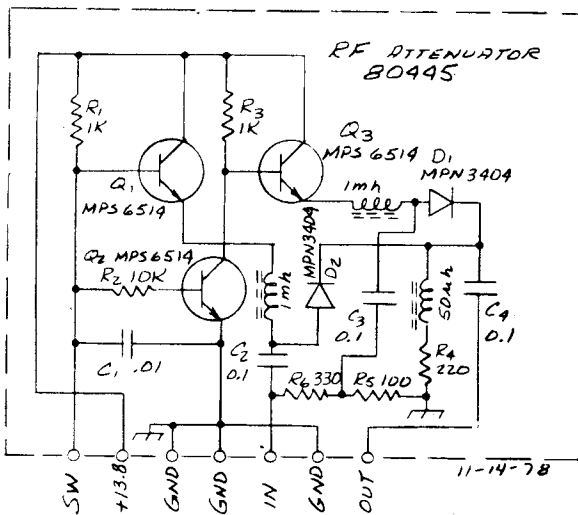 RF ATTENUATOR
80445
R1
1K
R3
1K
Q3
MPS 6514
D1
MPN3404
1mh
Q1
MPS6514
Q2 MPS6514
R2 10K
1mh
MPN3404
D2
C3
0.1
50µh
C4
0.1
C1 .01
C2
0.1
R6 330
R5 100
R4
220
SW
+13.8
GND
GND
IN
GND
OUT
11-14-78